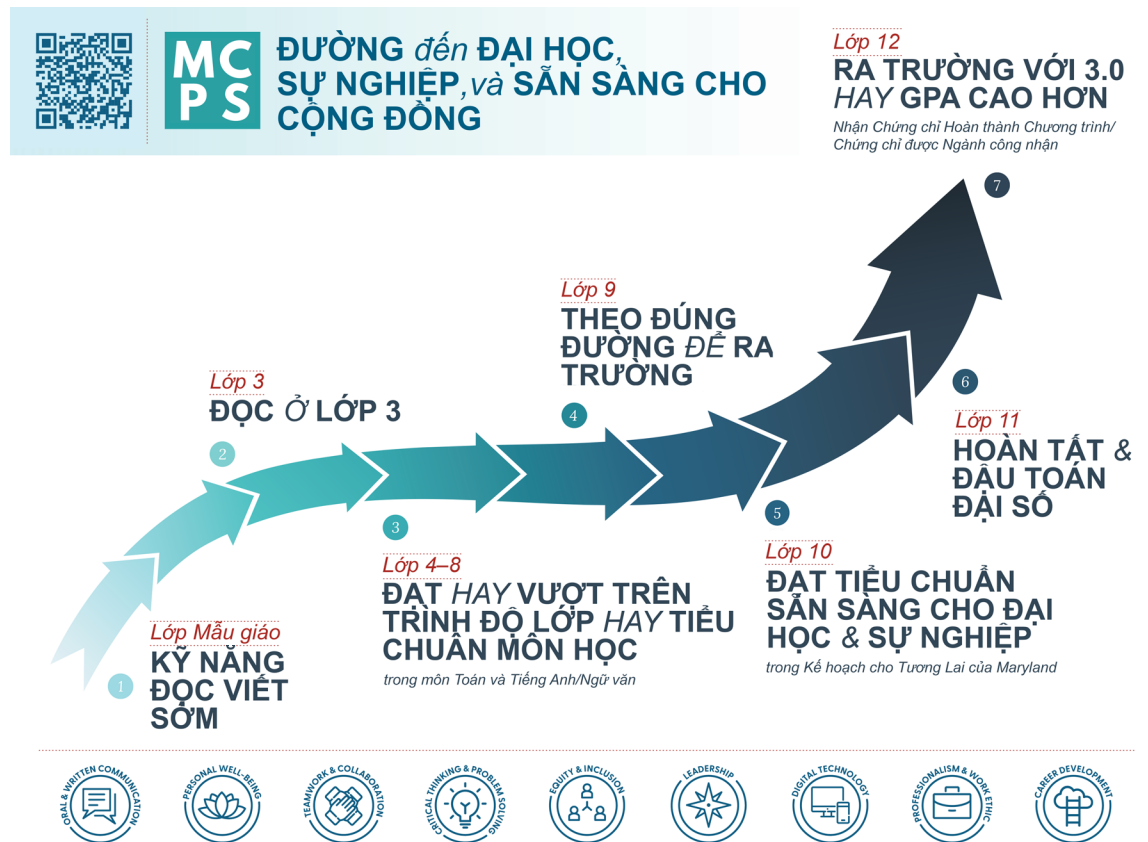 MC
PS
ĐƯỜNG đến ĐẠI HỌC,
SỰ NGHIỆP,và SẴN SÀNG CHO
CỘNG ĐỒNG
Lớp 12
RA TRƯỜNG VỚI 3.0
HAY GPA CAO HƠN
Nhận Chứng chỉ Hoàn thành Chương trình/
Chứng chỉ được Ngành công nhận
7
Lớp 9
THEO ĐÚNG
ĐƯỜNG ĐỂ RA
TRƯỜNG
4
Lớp 3
ĐỌC Ở LỚP 3
2
6
Lớp 11
HOÀN TẤT &
ĐẬU TOÁN
ĐẠI SỐ
3
Lớp 4–8
ĐẠT HAY VƯỢT TRÊN
TRÌNH ĐỘ LỚP HAY TIỂU
CHUẨN MÔN HỌC
trong môn Toán và Tiếng Anh/Ngữ văn
5
Lớp 10
ĐẠT TIỂU CHUẨN
SẴN SÀNG CHO ĐẠI
HỌC & SỰ NGHIỆP
trong Kế hoạch cho Tương Lai của Maryland
Lớp Mẫu giáo
1
KỸ NĂNG
ĐỌC VIẾT
SỚM
ORAL & WRITTEN COMMUNICATION
PERSONAL WELL-BEING
TEAMWORK & COLLABORATION
CRITICAL THINKING & PROBLEM SOLVING
EQUITY & INCLUSION
LEADERSHIP
DIGITAL TECHNOLOGY
PROFESSIONALISM & WORK ETHIC
CAREER DEVELOPMENT